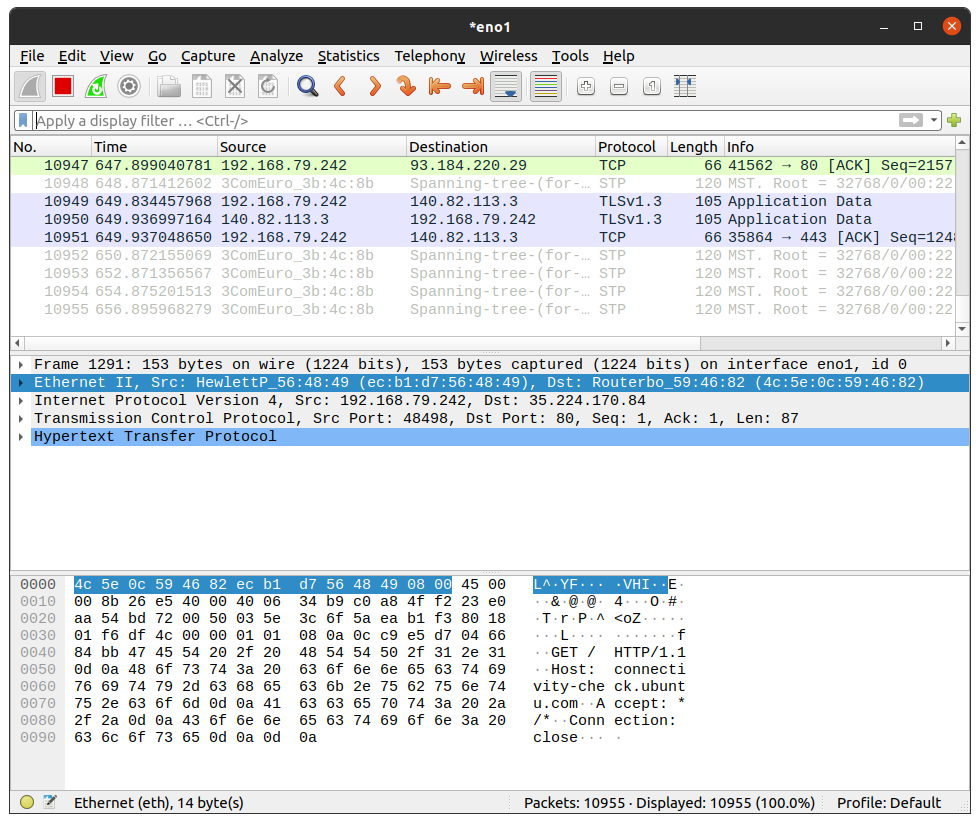 *eno1
File Edit View Go Capture Analyze Statistics Telephony Wireless Tools Help
Apply a display filter … <Ctrl-/>
No. Time Source Destination Protocol Length Info
10947 647.899040781 192.168.79.242 93.184.220.29 TCP 66 41562 → 80 [ACK] Seq=2157
10948 648.871412602 3ComEuro_3b:4c:8b Spanning-tree-(for-… STP 120 MST. Root = 32768/0/00:22
10949 649.834457968 192.168.79.242 140.82.113.3 TLSv1.3 105 Application Data
10950 649.936997164 140.82.113.3 192.168.79.242 TLSv1.3 105 Application Data
10951 649.937048650 192.168.79.242 140.82.113.3 TCP 66 35864 → 443 [ACK] Seq=1248
10952 650.872155069 3ComEuro_3b:4c:8b Spanning-tree-(for-… STP 120 MST. Root = 32768/0/00:22
10953 652.871356567 3ComEuro_3b:4c:8b Spanning-tree-(for-… STP 120 MST. Root = 32768/0/00:22
10954 654.875201513 3ComEuro_3b:4c:8b Spanning-tree-(for-… STP 120 MST. Root = 32768/0/00:22
10955 656.895968279 3ComEuro_3b:4c:8b Spanning-tree-(for-… STP 120 MST. Root = 32768/0/00:22
Frame 1291: 153 bytes on wire (1224 bits), 153 bytes captured (1224 bits) on interface eno1, id 0
Ethernet II, Src: HewlettP_56:48:49 (ec:b1:d7:56:48:49), Dst: Routerbo_59:46:82 (4c:5e:0c:59:46:82)
Internet Protocol Version 4, Src: 192.168.79.242, Dst: 35.224.170.84
Transmission Control Protocol, Src Port: 48498, Dst Port: 80, Seq: 1, Ack: 1, Len: 87
Hypertext Transfer Protocol
0000 4c 5e 0c 59 46 82 ec b1 d7 56 48 49 08 00 45 00 L^·YF··· ·VHI··E·
0010 00 8b 26 e5 40 00 40 06 34 b9 c0 a8 4f f2 23 e0 ··&·@·@· 4···O·#·
0020 aa 54 bd 72 00 50 03 5e 3c 6f 5a ea b1 f3 80 18 ·T·r·P·^ <oZ·····
0030 01 f6 df 4c 00 00 01 01 08 0a 0c c9 e5 d7 04 66 ···L···· ·······f
0040 84 bb 47 45 54 20 2f 20 48 54 54 50 2f 31 2e 31 ··GET / HTTP/1.1
0050 0d 0a 48 6f 73 74 3a 20 63 6f 6e 6e 65 63 74 69 ··Host: connecti
0060 76 69 74 79 2d 63 68 65 63 6b 2e 75 62 75 6e 74 vity-che ck.ubunt
0070 75 2e 63 6f 6d 0d 0a 41 63 63 65 70 74 3a 20 2a u.com··A ccept: *
0080 2f 2a 0d 0a 43 6f 6e 6e 65 63 74 69 6f 6e 3a 20 /*··Conn ection:
0090 63 6c 6f 73 65 0d 0a 0d 0a close··· ·
Ethernet (eth), 14 byte(s) Packets: 10955 · Displayed: 10955 (100.0%) Profile: Default